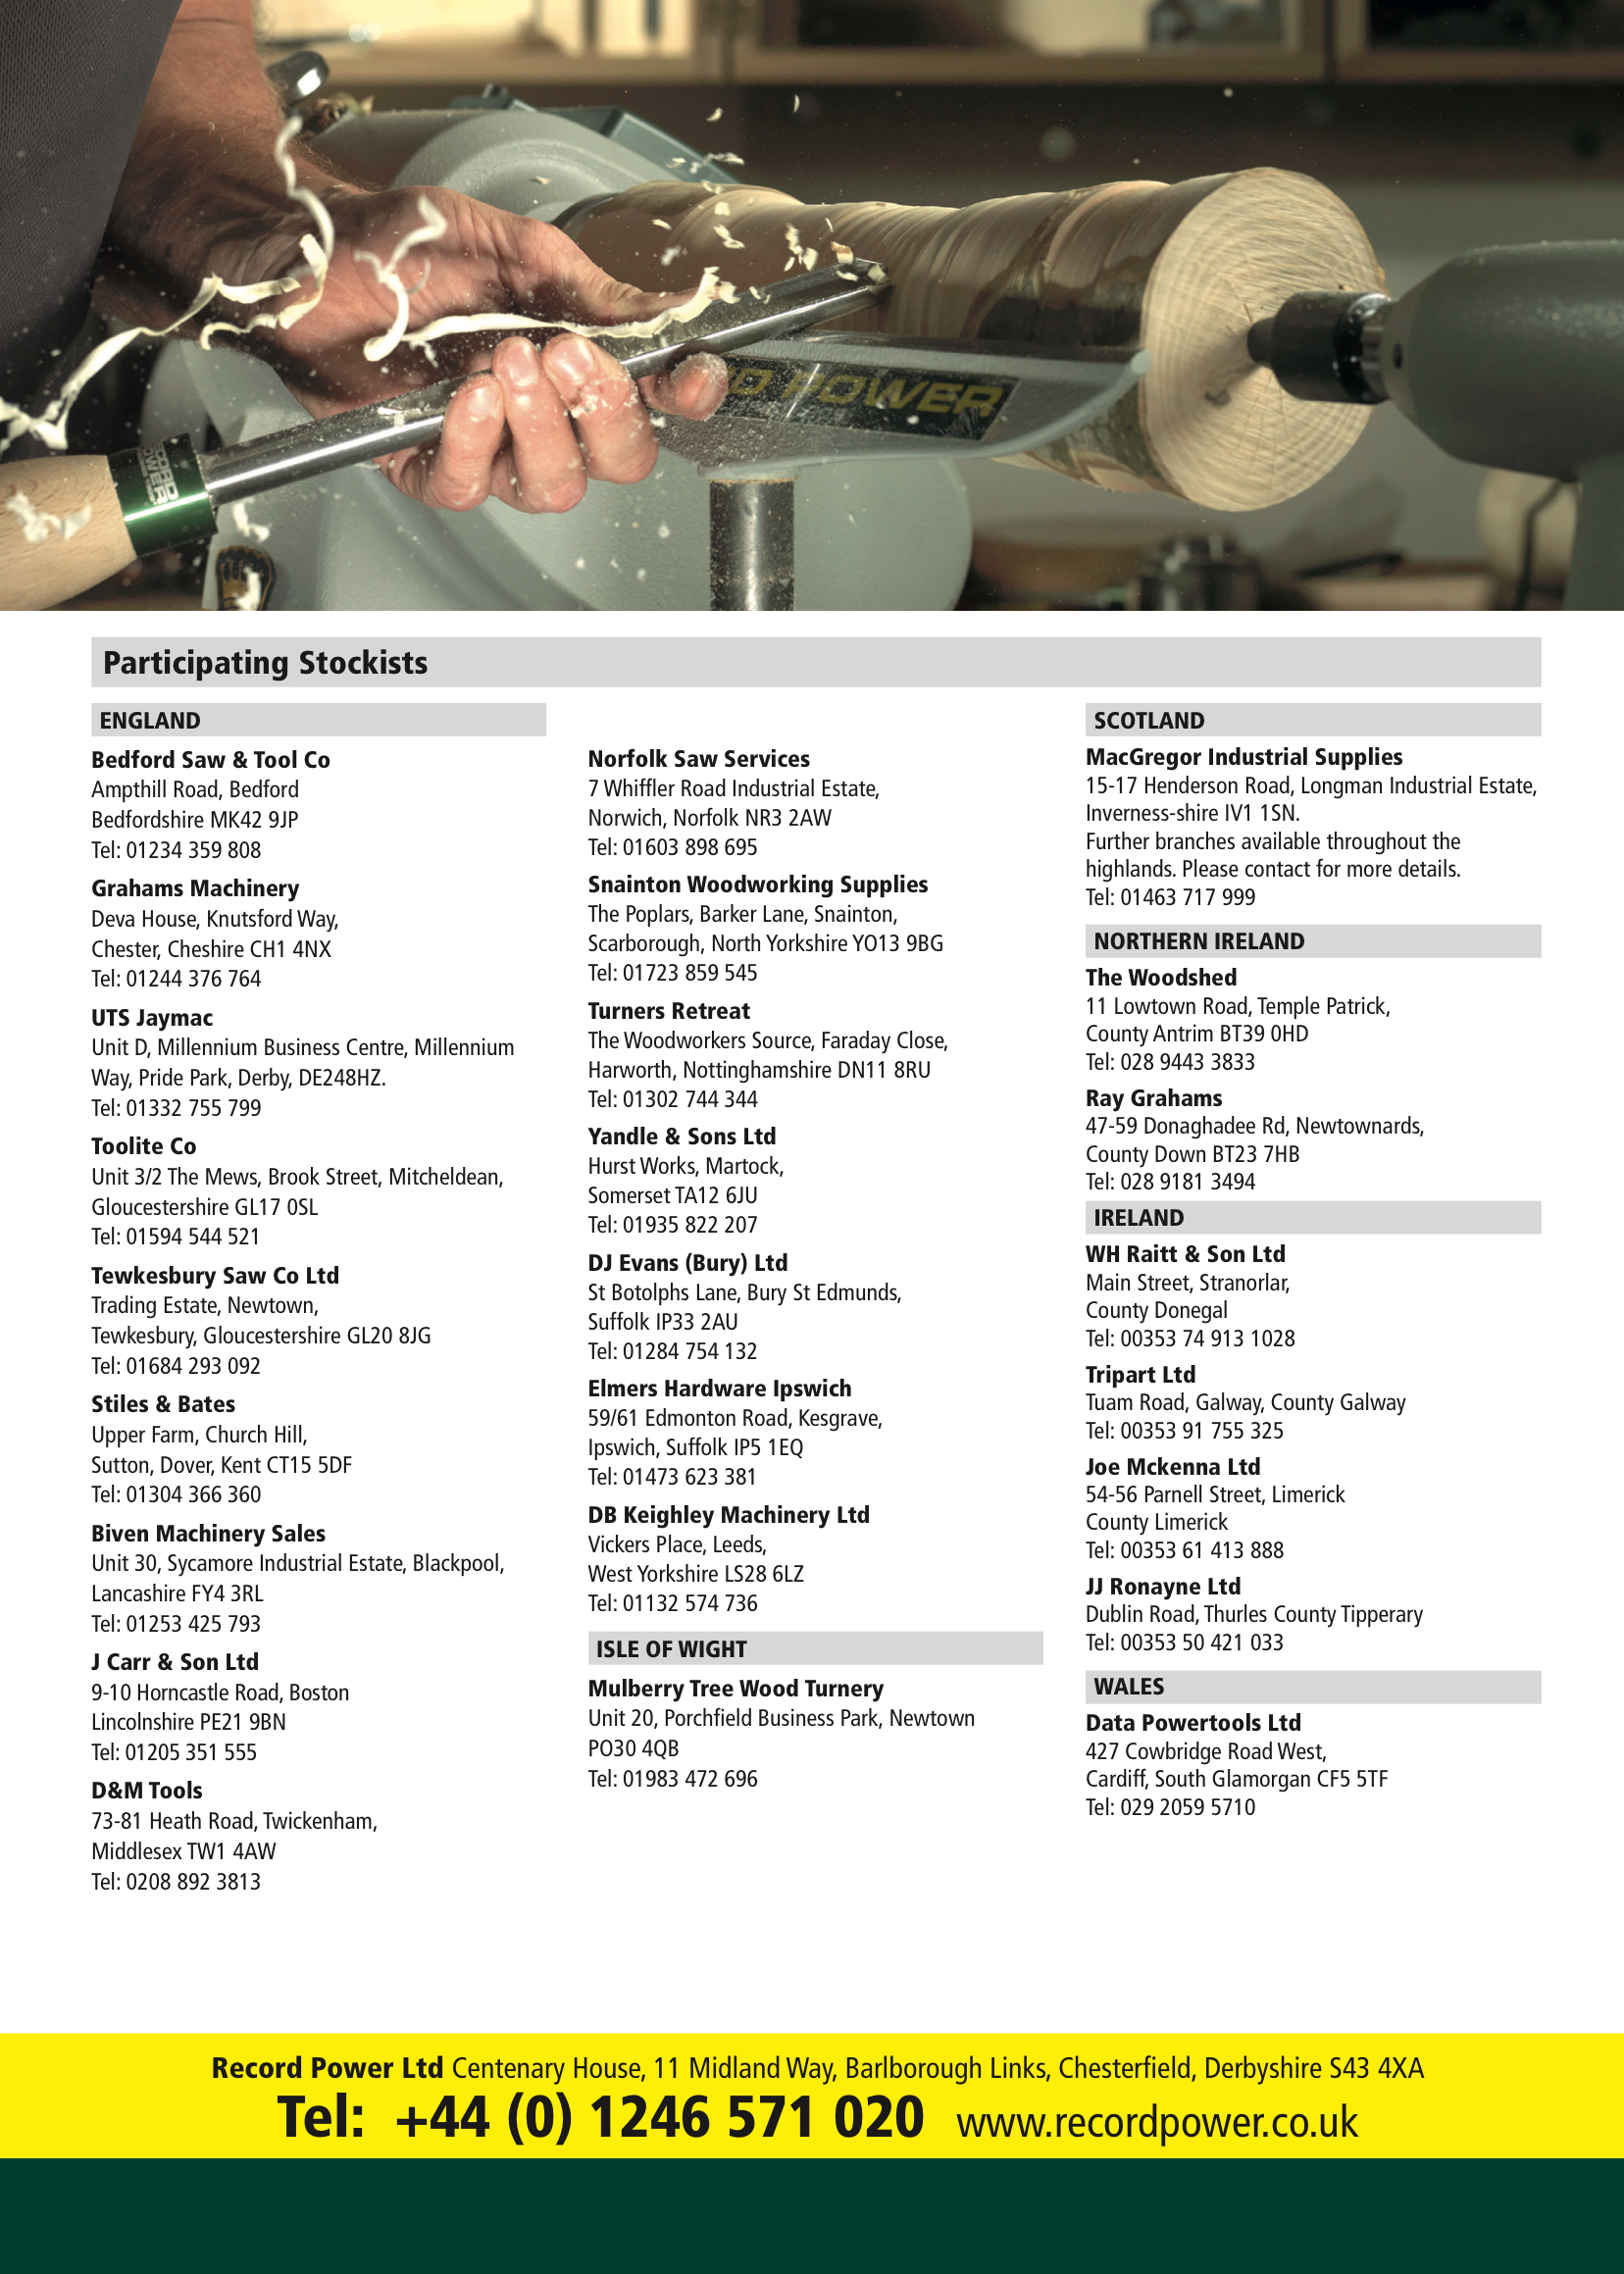 D POWER
Participating Stockists
ENGLAND
Bedford Saw & Tool Co
Ampthill Road, Bedford
Bedfordshire MK42 9JP
Tel: 01234 359 808
Grahams Machinery
Deva House, Knutsford Way,
Chester, Cheshire CH1 4NX
Tel: 01244 376 764
UTS Jaymac
Unit D, Millennium Business Centre, Millennium
Way, Pride Park, Derby, DE248HZ.
Tel: 01332 755 799
Toolite Co
Unit 3/2 The Mews, Brook Street, Mitcheldean,
Gloucestershire GL17 0SL
Tel: 01594 544 521
Tewkesbury Saw Co Ltd
Trading Estate, Newtown,
Tewkesbury, Gloucestershire GL20 8JG
Tel: 01684 293 092
Stiles & Bates
Upper Farm, Church Hill,
Sutton, Dover, Kent CT15 5DF
Tel: 01304 366 360
Biven Machinery Sales
Unit 30, Sycamore Industrial Estate, Blackpool,
Lancashire FY4 3RL
Tel: 01253 425 793
J Carr & Son Ltd
9-10 Horncastle Road, Boston
Lincolnshire PE21 9BN
Tel: 01205 351 555
D&M Tools
73-81 Heath Road, Twickenham,
Middlesex TW1 4AW
Tel: 0208 892 3813
Norfolk Saw Services
7 Whiffler Road Industrial Estate,
Norwich, Norfolk NR3 2AW
Tel: 01603 898 695
Snainton Woodworking Supplies
The Poplars, Barker Lane, Snainton,
Scarborough, North Yorkshire YO13 9BG
Tel: 01723 859 545
Turners Retreat
The Woodworkers Source, Faraday Close,
Harworth, Nottinghamshire DN11 8RU
Tel: 01302 744 344
Yandle & Sons Ltd
Hurst Works, Martock,
Somerset TA12 6JU
Tel: 01935 822 207
DJ Evans (Bury) Ltd
St Botolphs Lane, Bury St Edmunds,
Suffolk IP33 2AU
Tel: 01284 754 132
Elmers Hardware Ipswich
59/61 Edmonton Road, Kesgrave,
Ipswich, Suffolk IP5 1EQ
Tel: 01473 623 381
DB Keighley Machinery Ltd
Vickers Place, Leeds,
West Yorkshire LS28 6LZ
Tel: 01132 574 736
ISLE OF WIGHT
Mulberry Tree Wood Turnery
Unit 20, Porchfield Business Park, Newtown
PO30 4QB
Tel: 01983 472 696
SCOTLAND
MacGregor Industrial Supplies
15-17 Henderson Road, Longman Industrial Estate,
Inverness-shire IV1 1SN.
Further branches available throughout the
highlands. Please contact for more details.
Tel: 01463 717 999
NORTHERN IRELAND
The Woodshed
11 Lowtown Road, Temple Patrick,
County Antrim BT39 0HD
Tel: 028 9443 3833
Ray Grahams
47-59 Donaghadee Rd, Newtownards,
County Down BT23 7HB
Tel: 028 9181 3494
IRELAND
WH Raitt & Son Ltd
Main Street, Stranorlar,
County Donegal
Tel: 00353 74 913 1028
Tripart Ltd
Tuam Road, Galway, County Galway
Tel: 00353 91 755 325
Joe Mckenna Ltd
54-56 Parnell Street, Limerick
County Limerick
Tel: 00353 61 413 888
JJ Ronayne Ltd
Dublin Road, Thurles County Tipperary
Tel: 00353 50 421 033
WALES
Data Powertools Ltd
427 Cowbridge Road West,
Cardiff, South Glamorgan CF5 5TF
Tel: 029 2059 5710
Record Power Ltd Centenary House, 11 Midland Way, Barlborough Links, Chesterfield, Derbyshire S43 4XA
Tel: +44 (0) 1246 571 020 www.recordpower.co.uk